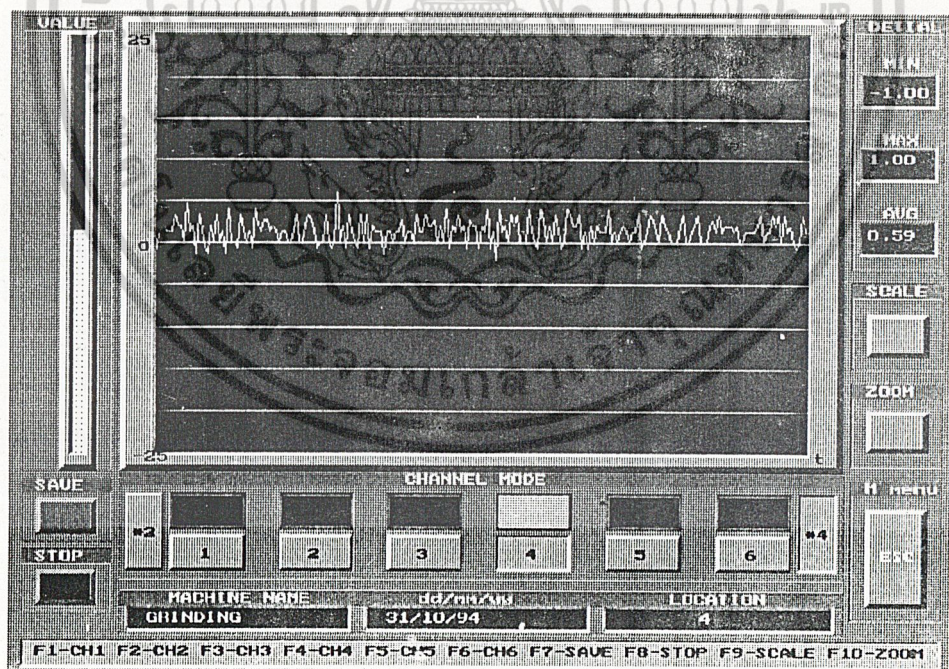 VALUE
DETIAL
25
0
-25
t
MIN
-1.00
MAX
1.00
AVG
0.59
SCALE
ZOOM
CHANNEL MODE
SAVE
STOP
#2
1
2
3
4
5
6
#4
M menu
ESC
MACHINE NAME
GRINDING
dd/mm/yy
31/10/94
LOCATION
4
F1-CH1 F2-CH2 F3-CH3 F4-CH4 F5-CH5 F6-CH6 F7-SAVE F8-STOP F9-SCALE F10-ZOOM